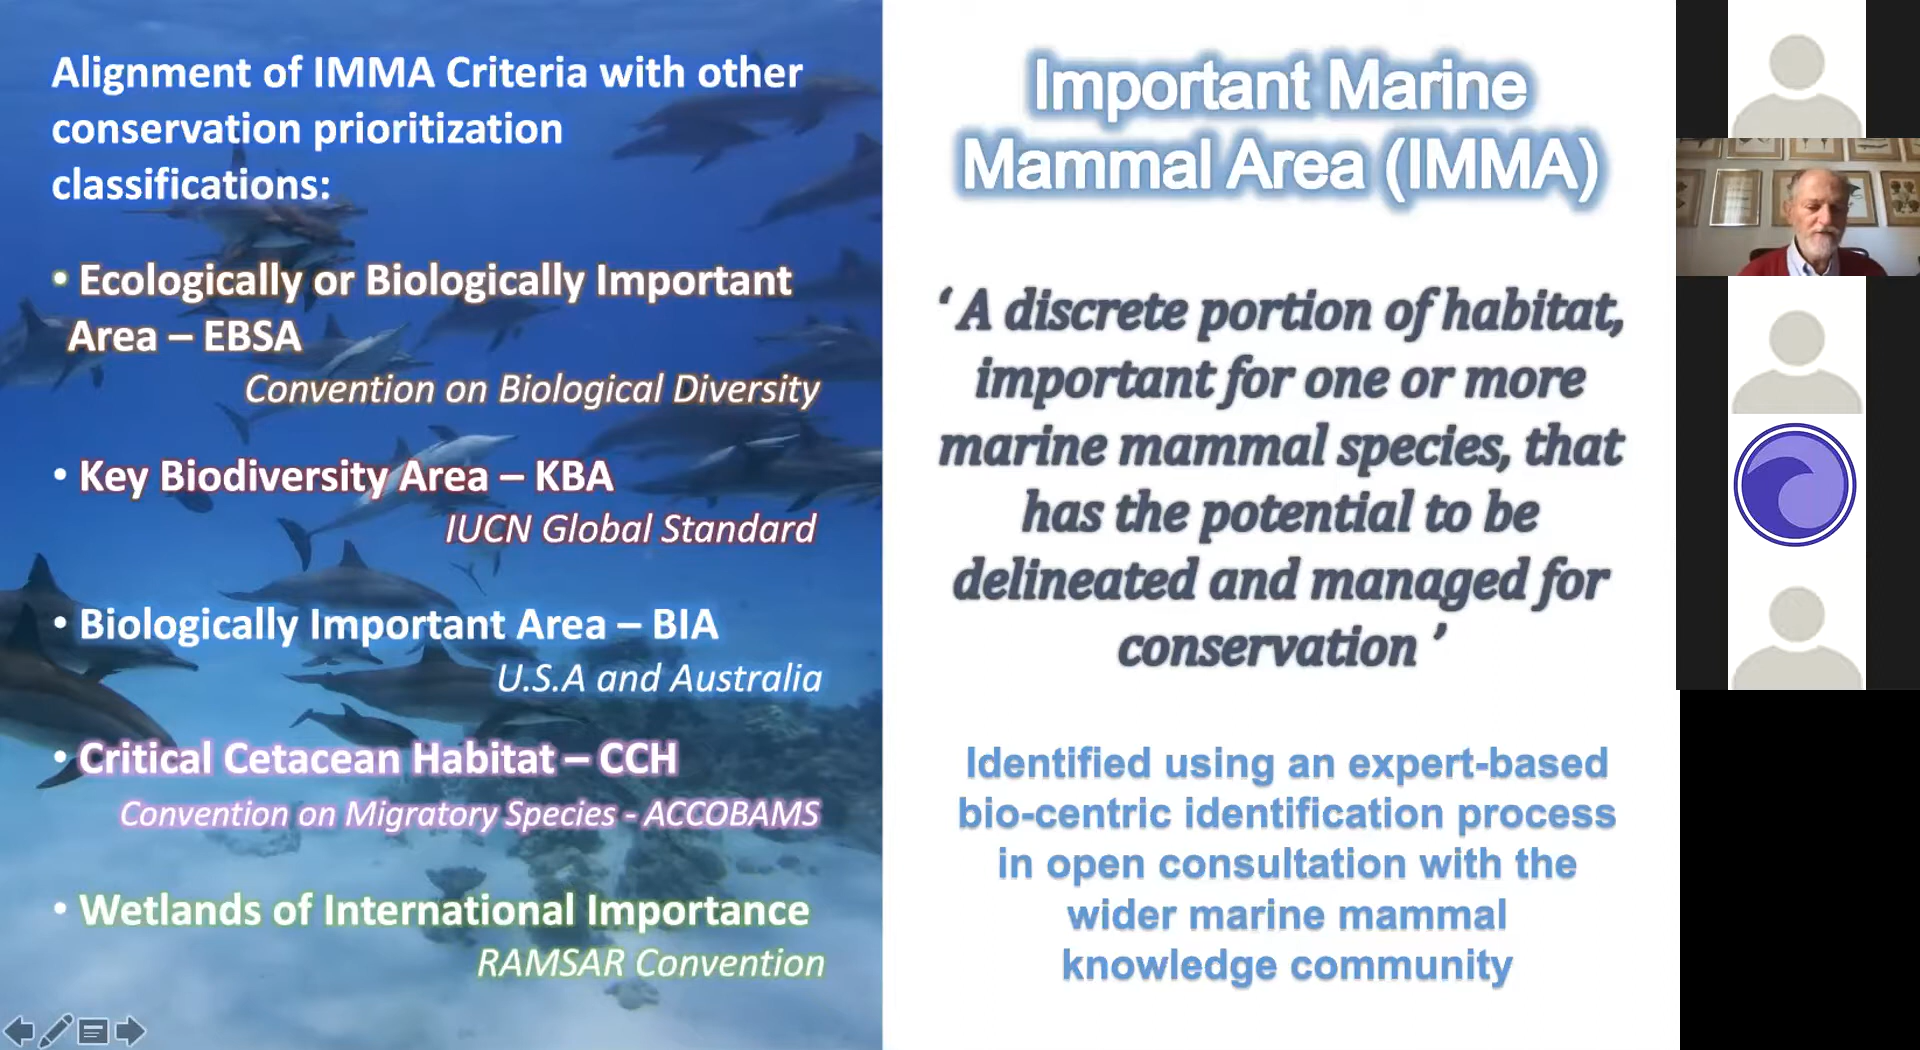 Alignment of IMMA Criteria with other
conservation prioritization
classifications:
• Ecologically or Biologically Important
Area – EBSA
Convention on Biological Diversity
• Key Biodiversity Area – KBA
IUCN Global Standard
• Biologically Important Area – BIA
U.S.A and Australia
• Critical Cetacean Habitat – CCH
Convention on Migratory Species - ACCOBAMS
• Wetlands of International Importance
RAMSAR Convention
Important Marine
Mammal Area (IMMA)
‘ A discrete portion of habitat,
important for one or more
marine mammal species, that
has the potential to be
delineated and managed for
conservation ’
Identified using an expert-based
bio-centric identification process
in open consultation with the
wider marine mammal
knowledge community